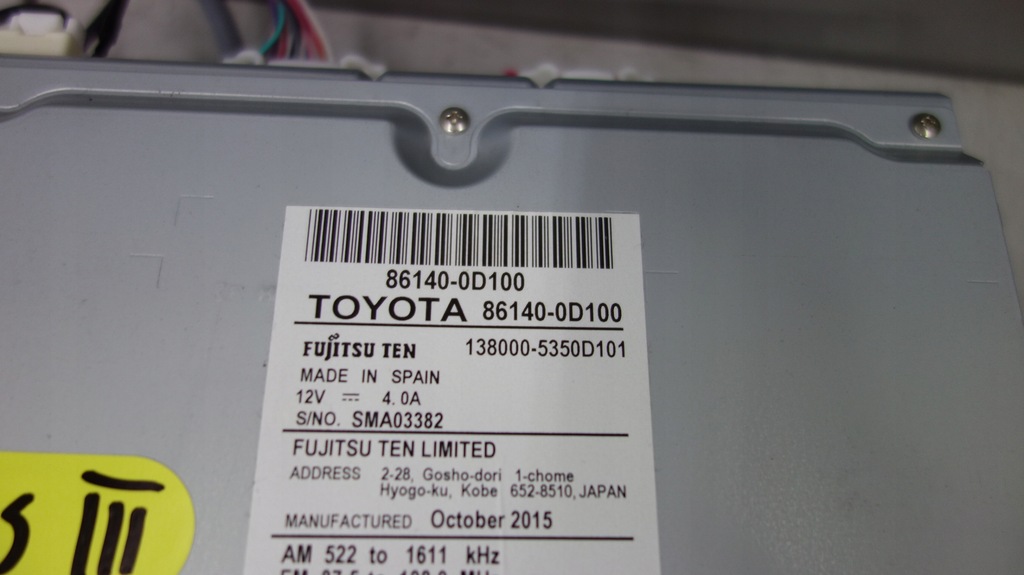 86140-0D100
TOYOTA 86140-0D100
FUJITSU TEN 138000-5350D101
MADE IN SPAIN
12V ⎓ 4.0A
S/NO. SMA03382
FUJITSU TEN LIMITED
ADDRESS 2-28, Gosho-dori 1-chome
Hyogo-ku, Kobe 652-8510, JAPAN
MANUFACTURED October 2015
AM 522 to 1611 kHz
III